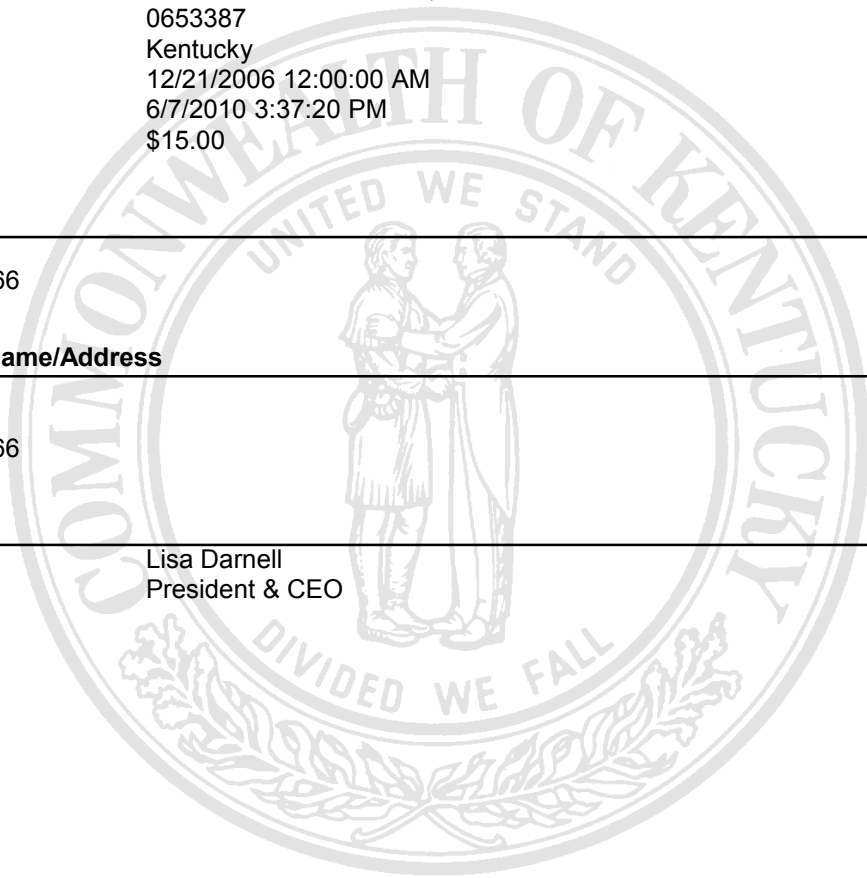 0653387
Kentucky
12/21/2006 12:00:00 AM
6/7/2010 3:37:20 PM
$15.00
COMMONWEALTH OF KENTUCKY
UNITED WE STAND
66
ame/Address
66
Lisa Darnell
President & CEO
DIVIDED WE FALL